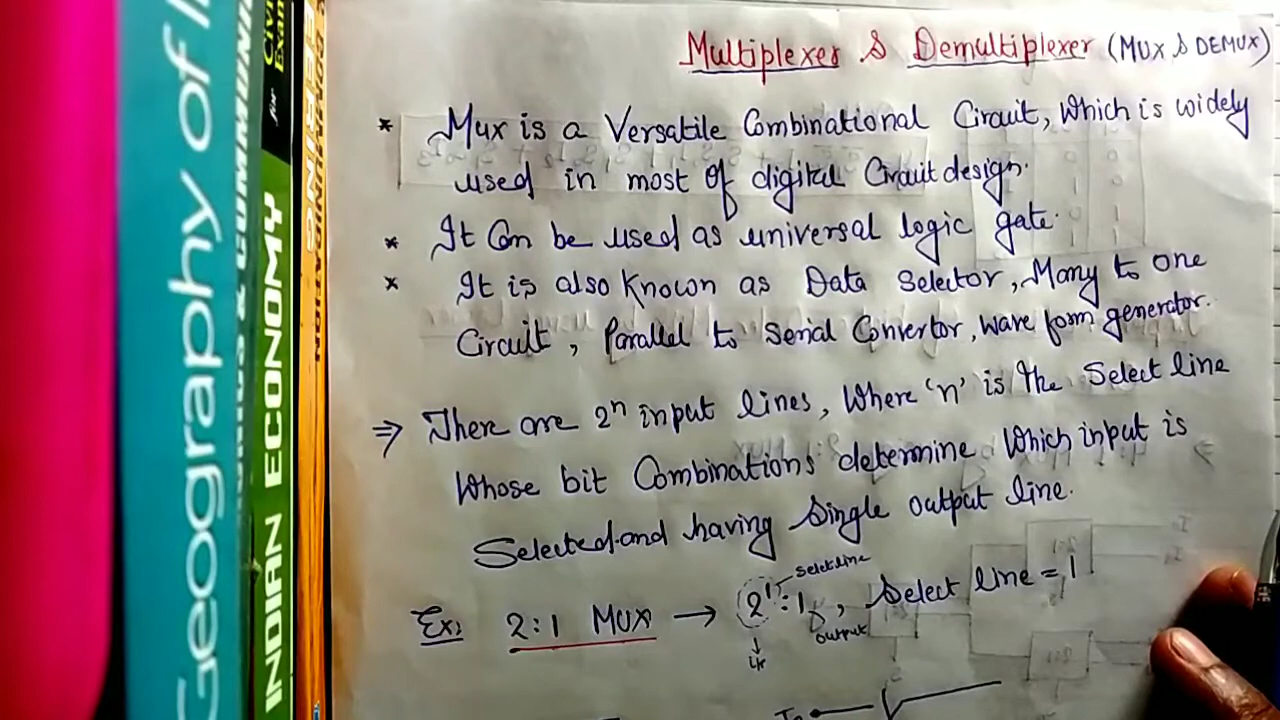 Geography of I
INDIAN ECONOMY
for
Civil
Multiplexer & Demultiplexer (MUX & DEMUX)
* Mux is a Versatile Combinational Circuit, Which is widely
used in most of digital Circuit design.
* It Can be used as universal logic gate.
* It is also Known as Data Selector, Many to one
Circuit, Parallel to Serial Convertor, wave form generator.
⇒ There are 2ⁿ input lines, Where 'n' is the Select line
Whose bit Combinations determine Which input is
Selected and having Single output line.
Select line
Ex: 2:1 MUX → 2¹:1, Select line = 1
output